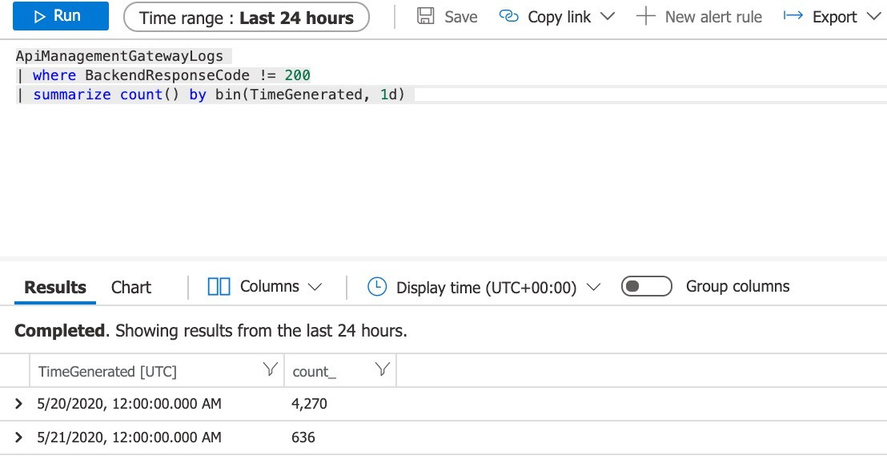 Run Time range : Last 24 hours Save Copy link New alert rule Export
ApiManagementGatewayLogs
| where BackendResponseCode != 200
| summarize count() by bin(TimeGenerated, 1d)
Results Chart Columns Display time (UTC+00:00) Group columns
Completed. Showing results from the last 24 hours.
TimeGenerated [UTC] count_
5/20/2020, 12:00:00.000 AM 4,270
5/21/2020, 12:00:00.000 AM 636